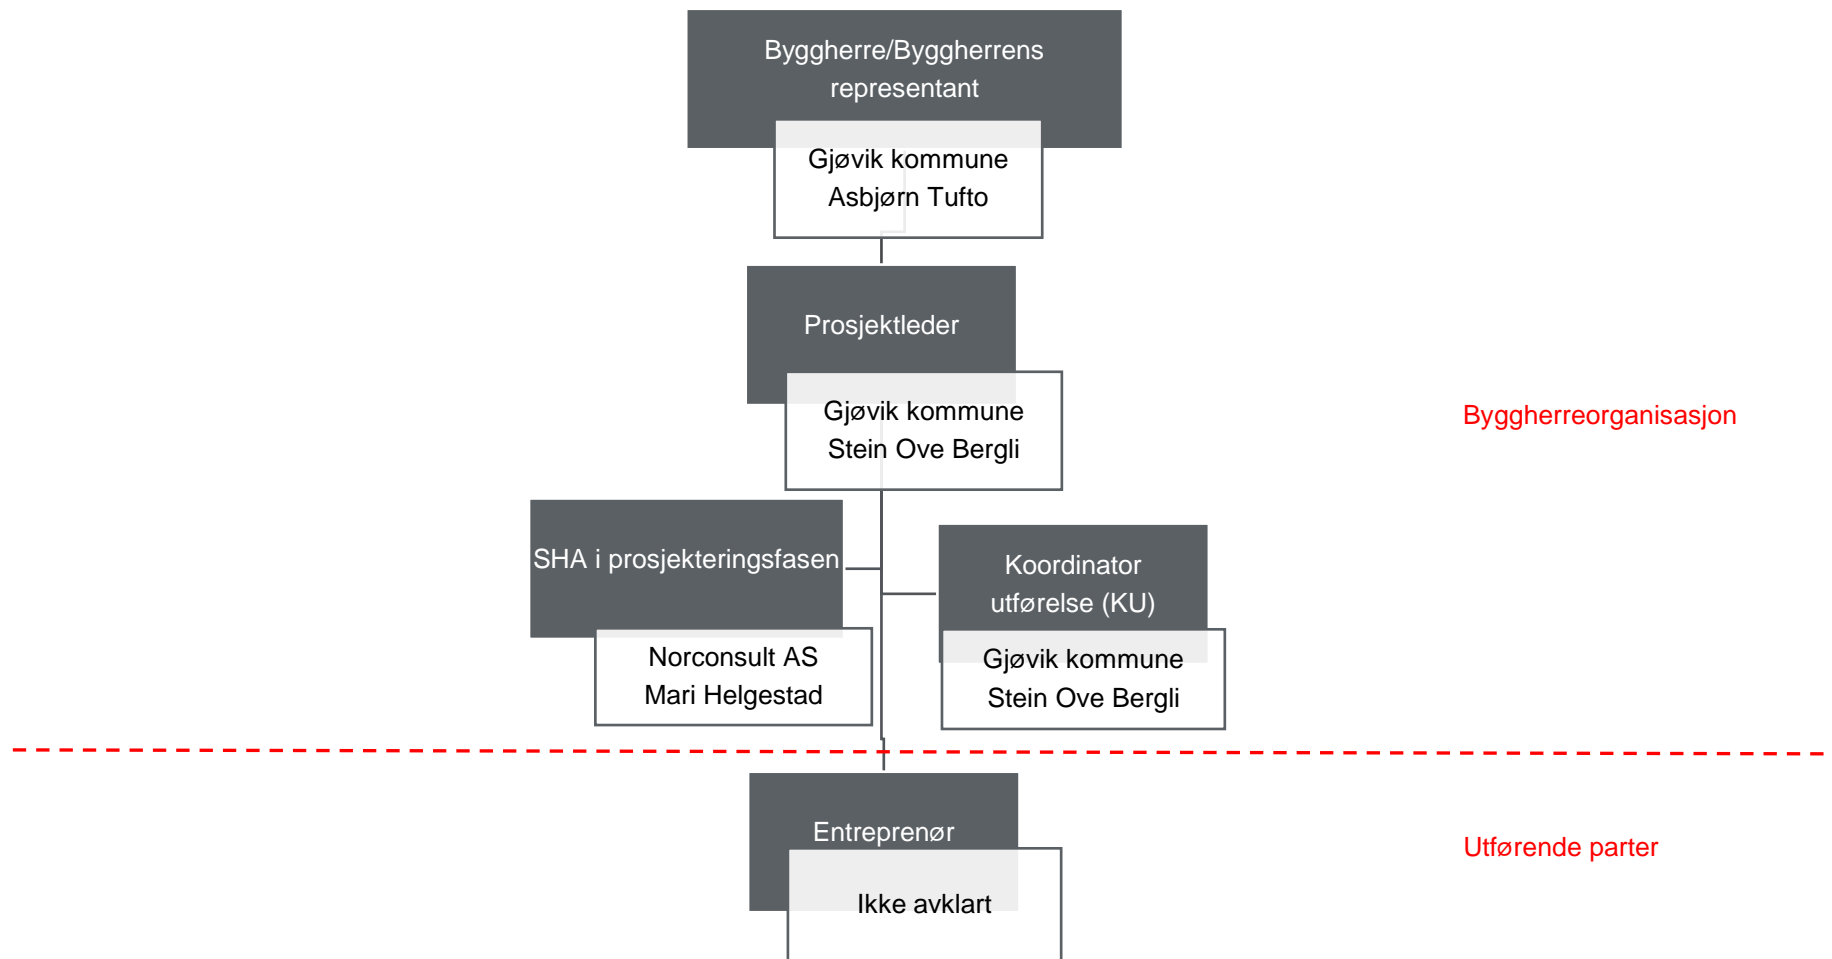 Byggherre/Byggherrens
representant
Gjøvik kommune
Asbjørn Tufto
Prosjektleder
Gjøvik kommune
Stein Ove Bergli
Byggherreorganisasjon
SHA i prosjekteringsfasen
Norconsult AS
Mari Helgestad
Koordinator
utførelse (KU)
Gjøvik kommune
Stein Ove Bergli
Entreprenør
Ikke avklart
Utførende parter